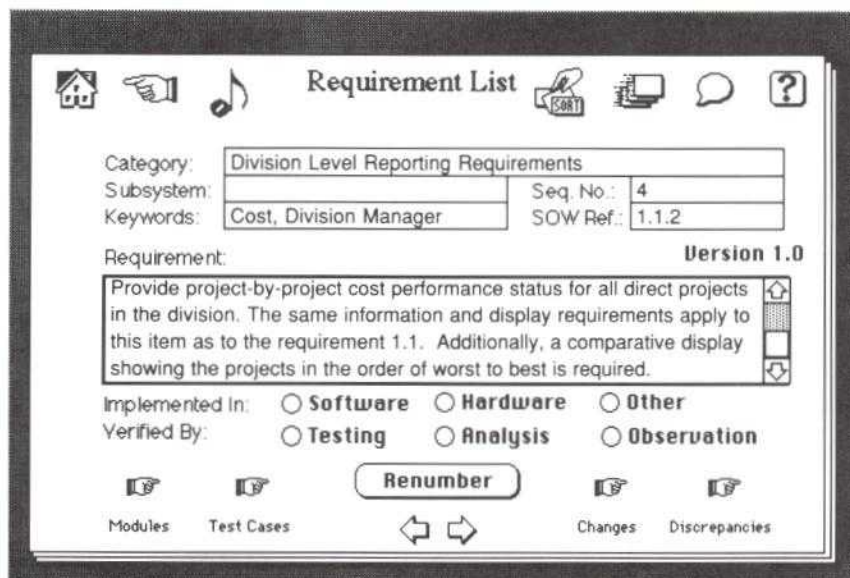 Requirement List
SORT
?
Category: Division Level Reporting Requirements
Subsystem: Seq. No.: 4
Keywords: Cost, Division Manager SOW Ref.: 1.1.2
Requirement: Version 1.0
Provide project-by-project cost performance status for all direct projects
in the division. The same information and display requirements apply to
this item as to the requirement 1.1. Additionally, a comparative display
showing the projects in the order of worst to best is required.
Implemented In: Software Hardware Other
Verified By: Testing Analysis Observation
Renumber
Modules Test Cases Changes Discrepancies